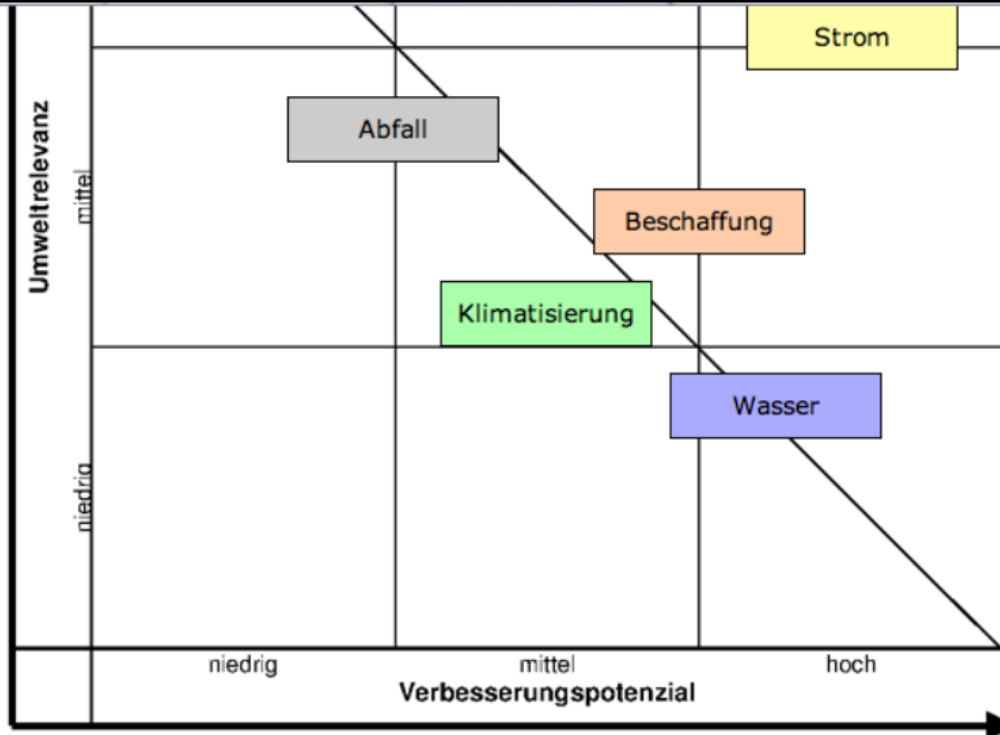 Strom
Abfall
Beschaffung
Klimatisierung
Wasser
Umweltrelevanz
mittel
niedrig
niedrig
mittel
hoch
Verbesserungspotenzial